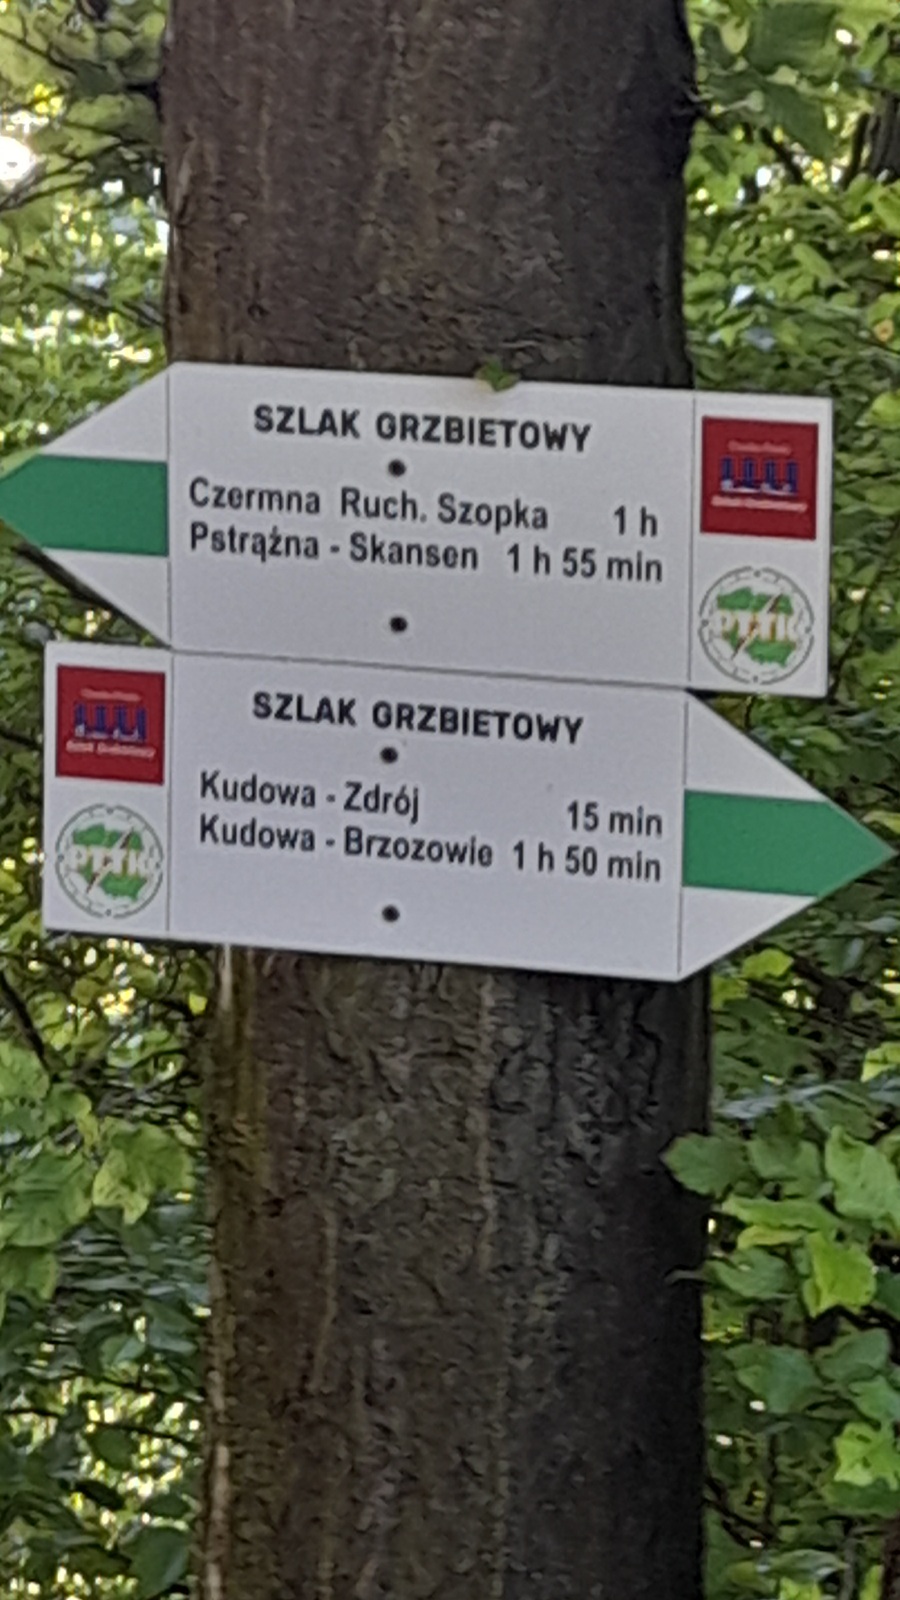 SZLAK GRZBIETOWY
Czermna Ruch. Szopka 1 h
Pstrążna - Skansen 1 h 55 min
PTTK
SZLAK GRZBIETOWY
Kudowa - Zdrój 15 min
Kudowa - Brzozowie 1 h 50 min
PTTK